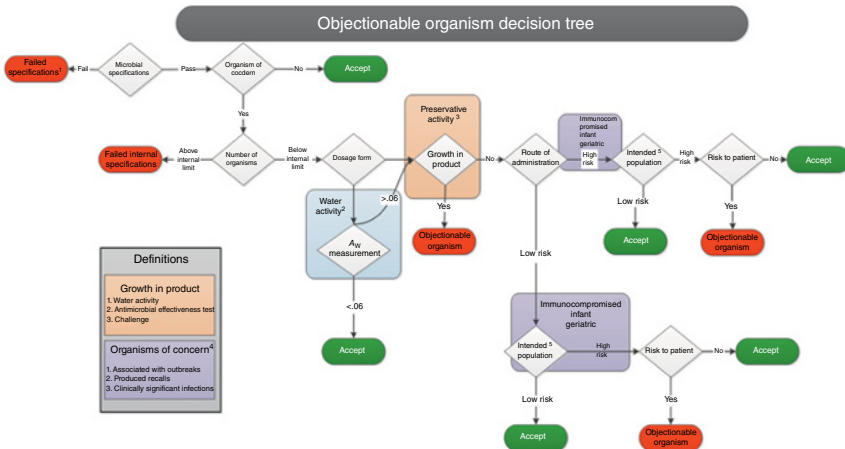 Objectionable organism decision tree
Failed
specifications¹
Fail
Microbial
specifications
Pass
Organism of
cocdern
No
Accept
Yes
Failed internal
specifications
Above
internal
limit
Number of
organisms
Below
internal
limit
Dosage form
Preservative
activity ³
Growth in
product
No
Route of
administration
Immunocom
promised
infant
geriatric
High
risk
Intended ⁵
population
High
risk
Risk to patient
No
Accept
Yes
Objectionable
organism
Low risk
Accept
Yes
Objectionable
organism
Water
activity²
>.06
AW
measurement
<.06
Accept
Low risk
Immunocompromised
infant
geriatric
Intended ⁵
population
High
risk
Risk to patient
No
Accept
Low risk
Accept
Yes
Objectionable
organism
Definitions
Growth in product
1. Water activity
2. Antimicrobial effectiveness test
3. Challenge
Organisms of concern⁴
1. Associated with outbreaks
2. Produced recalls
3. Clinically significant infections